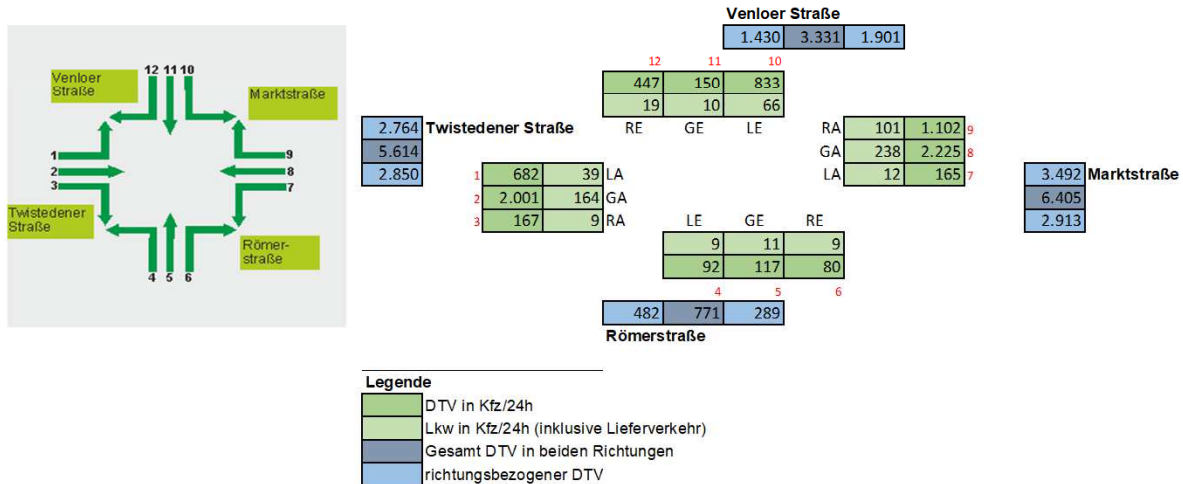 Venloer Straße
1.430 3.331 1.901
12 11 10
447 150 833
19 10 66
RE GE LE
12 11 10
Venloer
Straße
Marktstraße
1
2
3
9
8
7
Twistedener
Straße
Römer-
straße
4 5 6
2.764 Twistedener Straße
5.614
2.850
1 682 39 LA
2 2.001 164 GA
3 167 9 RA
RA 101 1.102 9
GA 238 2.225 8
LA 12 165 7
3.492 Marktstraße
6.405
2.913
LE GE RE
9 11 9
92 117 80
4 5 6
482 771 289
Römerstraße
Legende
DTV in Kfz/24h
Lkw in Kfz/24h (inklusive Lieferverkehr)
Gesamt DTV in beiden Richtungen
richtungsbezogener DTV